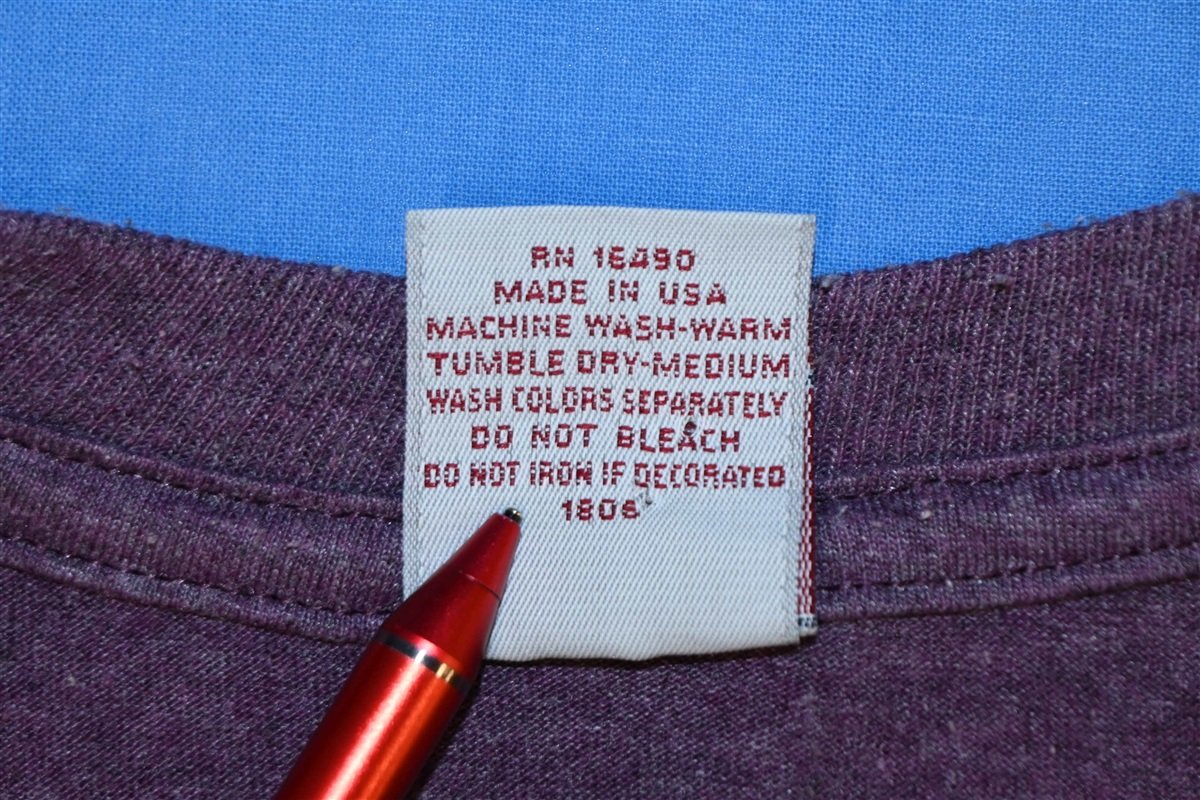 RN 15490
MADE IN USA
MACHINE WASH-WARM
TUMBLE DRY-MEDIUM
WASH COLORS SEPARATELY
DO NOT BLEACH
DO NOT IRON IF DECORATED
1806